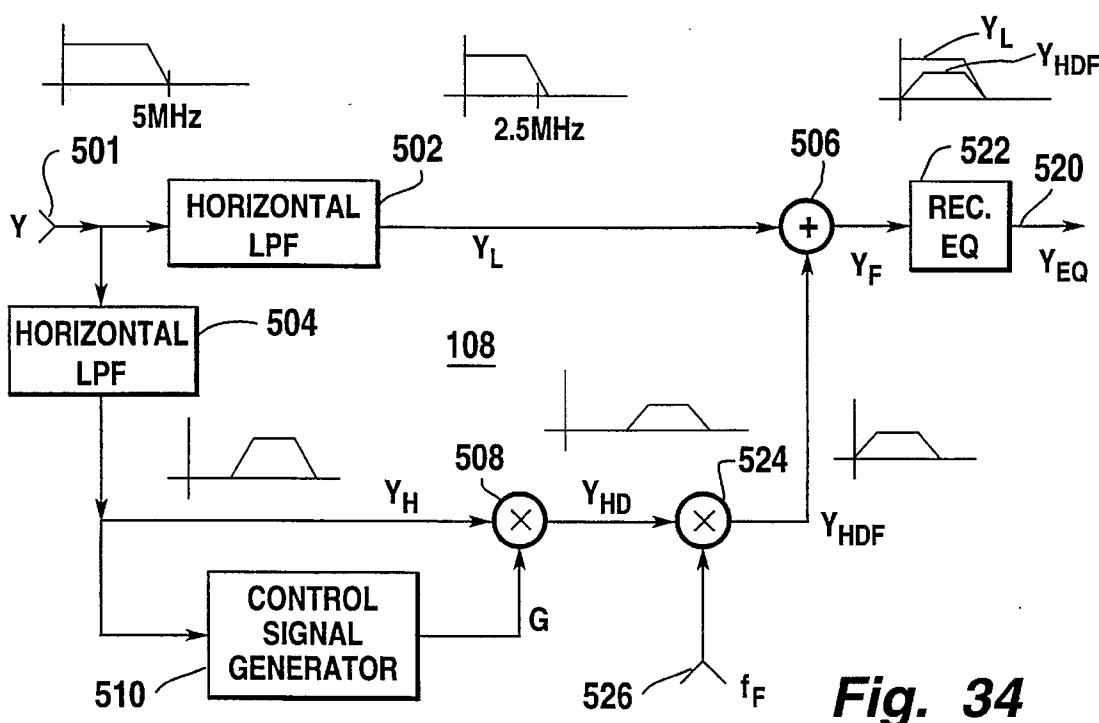 Y_L
Y_HDF
5MHz
2.5MHz
501
502
506
522
520
Y
HORIZONTAL
LPF
Y_L
+
Y_F
REC.
EQ
Y_EQ
HORIZONTAL
LPF
504
108
508
524
Y_H
×
Y_HD
×
Y_HDF
CONTROL
SIGNAL
GENERATOR
G
510
526
f_F
Fig. 34